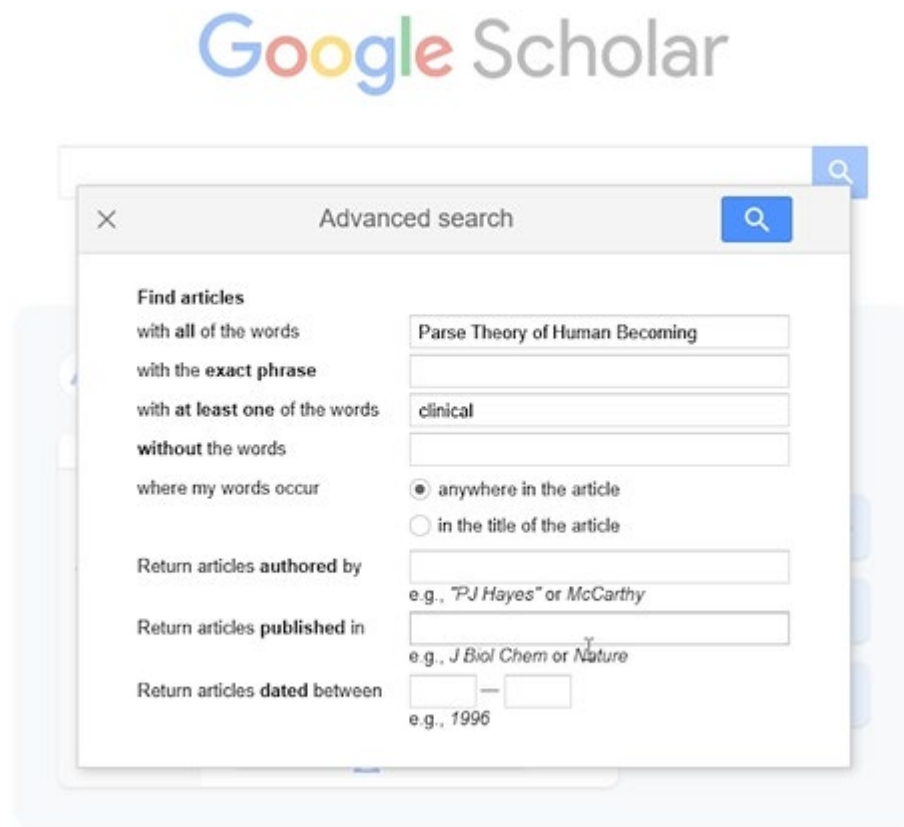 Google Scholar
Advanced search
Find articles
with all of the words
Parse Theory of Human Becoming
with the exact phrase
with at least one of the words
clinical
without the words
where my words occur
anywhere in the article
in the title of the article
Return articles authored by
e.g., "PJ Hayes" or McCarthy
Return articles published in
e.g., J Biol Chem or Nature
Return articles dated between
—
e.g., 1996